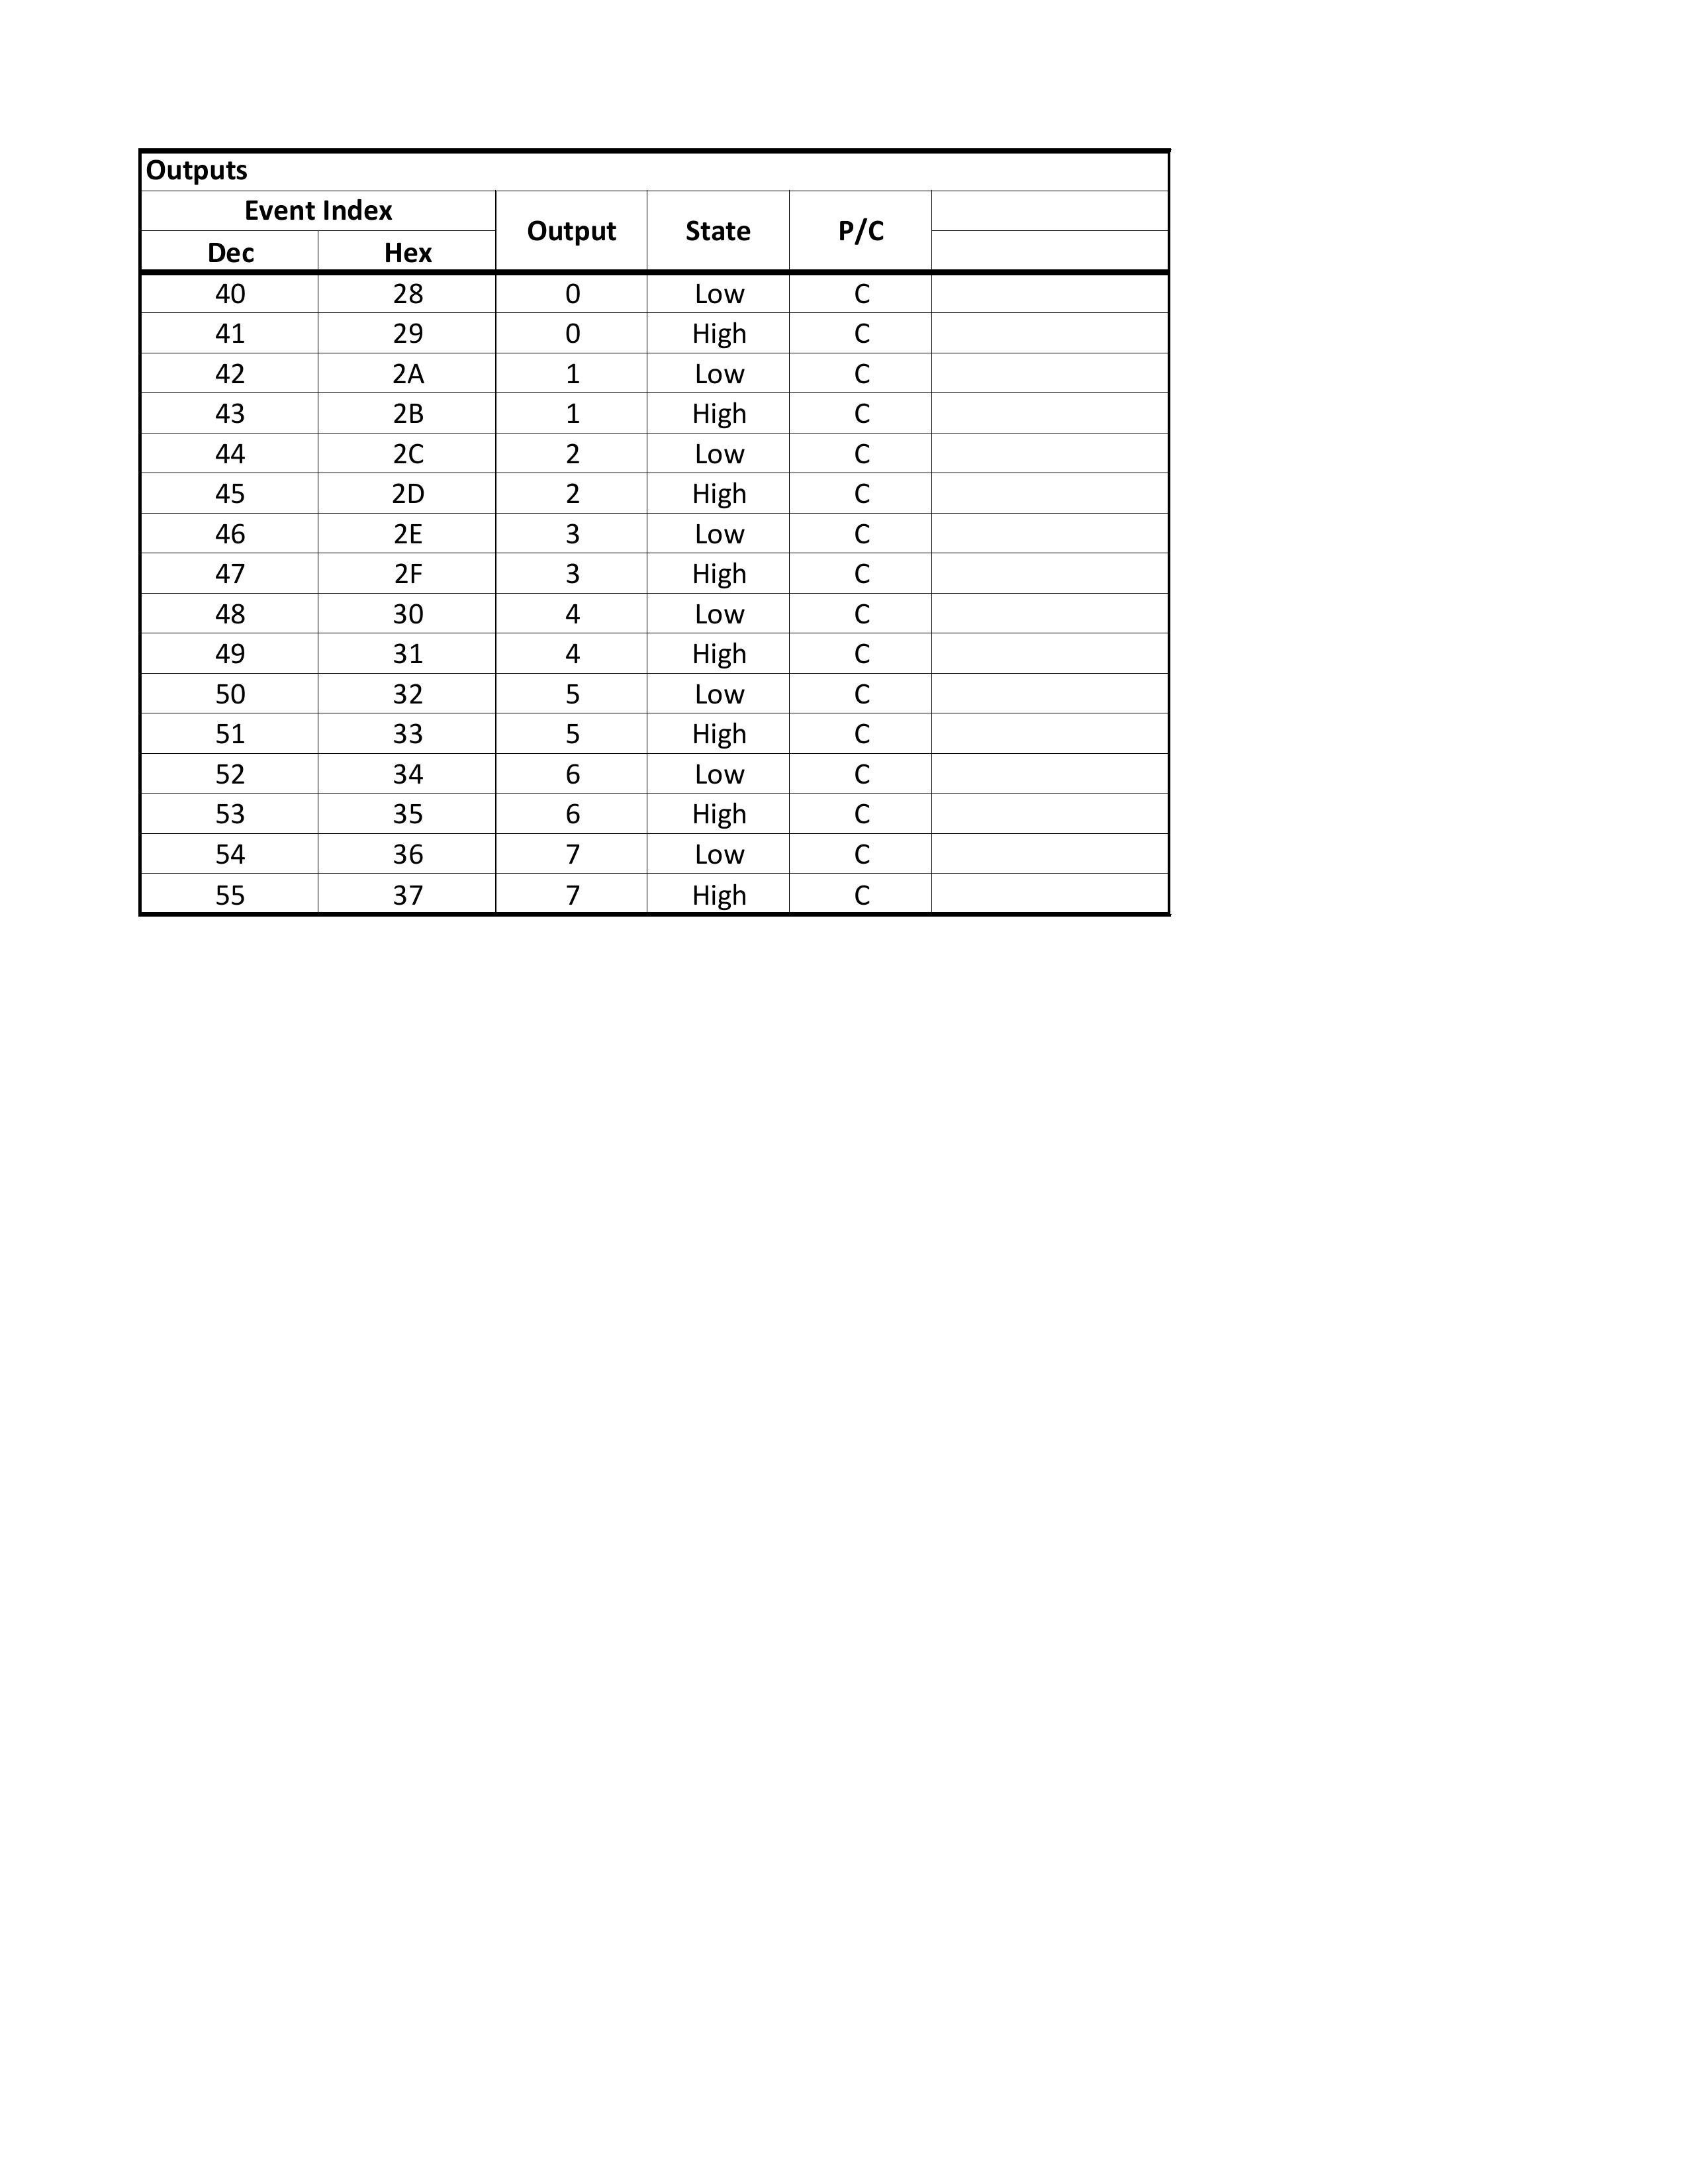 Outputs
Event Index Output State P/C
Dec Hex
40 28 0 Low C
41 29 0 High C
42 2A 1 Low C
43 2B 1 High C
44 2C 2 Low C
45 2D 2 High C
46 2E 3 Low C
47 2F 3 High C
48 30 4 Low C
49 31 4 High C
50 32 5 Low C
51 33 5 High C
52 34 6 Low C
53 35 6 High C
54 36 7 Low C
55 37 7 High C